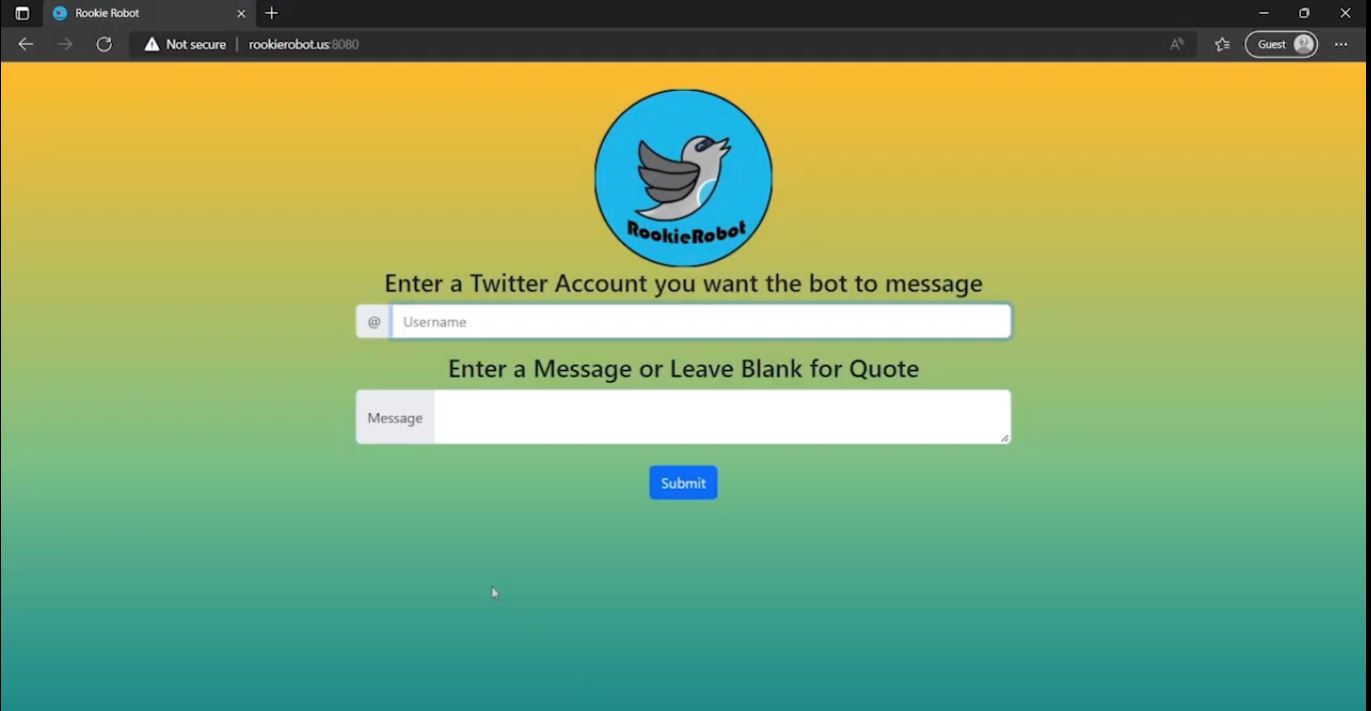 Rookie Robot
Not secure
rookierobot.us:8080
Guest
RookieRobot
Enter a Twitter Account you want the bot to message
@ Username
Enter a Message or Leave Blank for Quote
Message
Submit